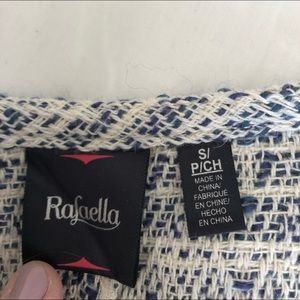 Rafaella
S/
P/CH
MADE IN
CHINA/
FABRIQUÉ
EN CHINE/
HECHO
EN CHINA